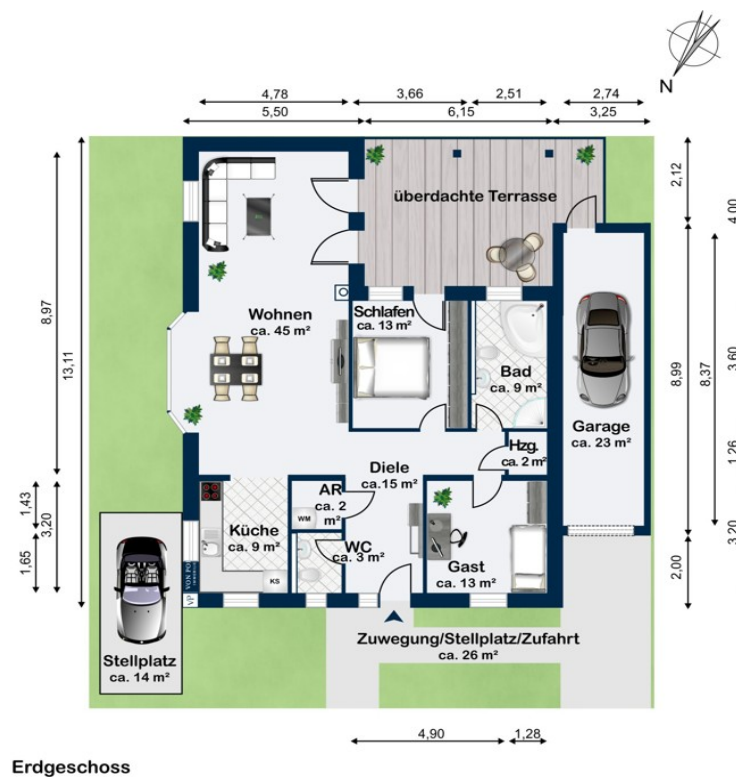 N
4,78
3,66
2,51
2,74
5,50
6,15
3,25
überdachte Terrasse
2,12
4,00
Wohnen
ca. 45 m²
Schlafen
ca. 13 m²
Bad
ca. 9 m²
Garage
ca. 23 m²
8,97
13,11
8,99
8,37
3,60
1,26
3,20
Diele
ca.15 m²
Hzg.
ca. 2 m²
AR
ca. 2
m²
WM
WC
ca. 3 m²
Küche
ca. 9 m²
KS
Gast
ca. 13 m²
1,43
3,20
1,65
2,00
VP
Stellplatz
ca. 14 m²
Zuwegung/Stellplatz/Zufahrt
ca. 26 m²
4,90
1,28
Erdgeschoss